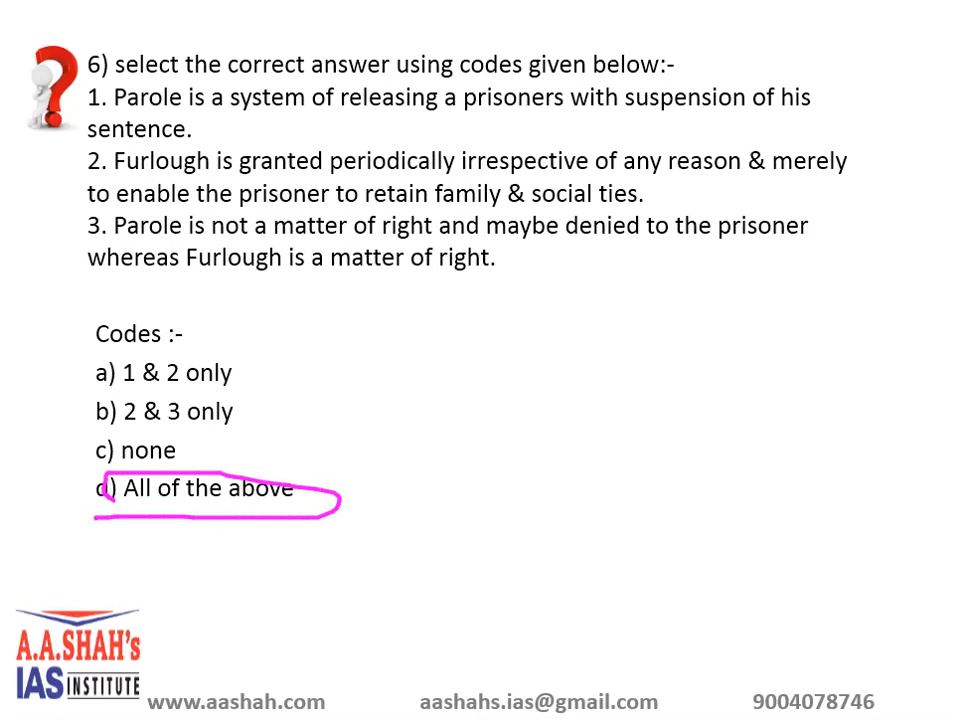 6) select the correct answer using codes given below:-
1. Parole is a system of releasing a prisoners with suspension of his
sentence.
2. Furlough is granted periodically irrespective of any reason & merely
to enable the prisoner to retain family & social ties.
3. Parole is not a matter of right and maybe denied to the prisoner
whereas Furlough is a matter of right.
Codes :-
a) 1 & 2 only
b) 2 & 3 only
c) none
d) All of the above
A.A.SHAH's
IAS INSTITUTE
www.aashah.com aashahs.ias@gmail.com 9004078746